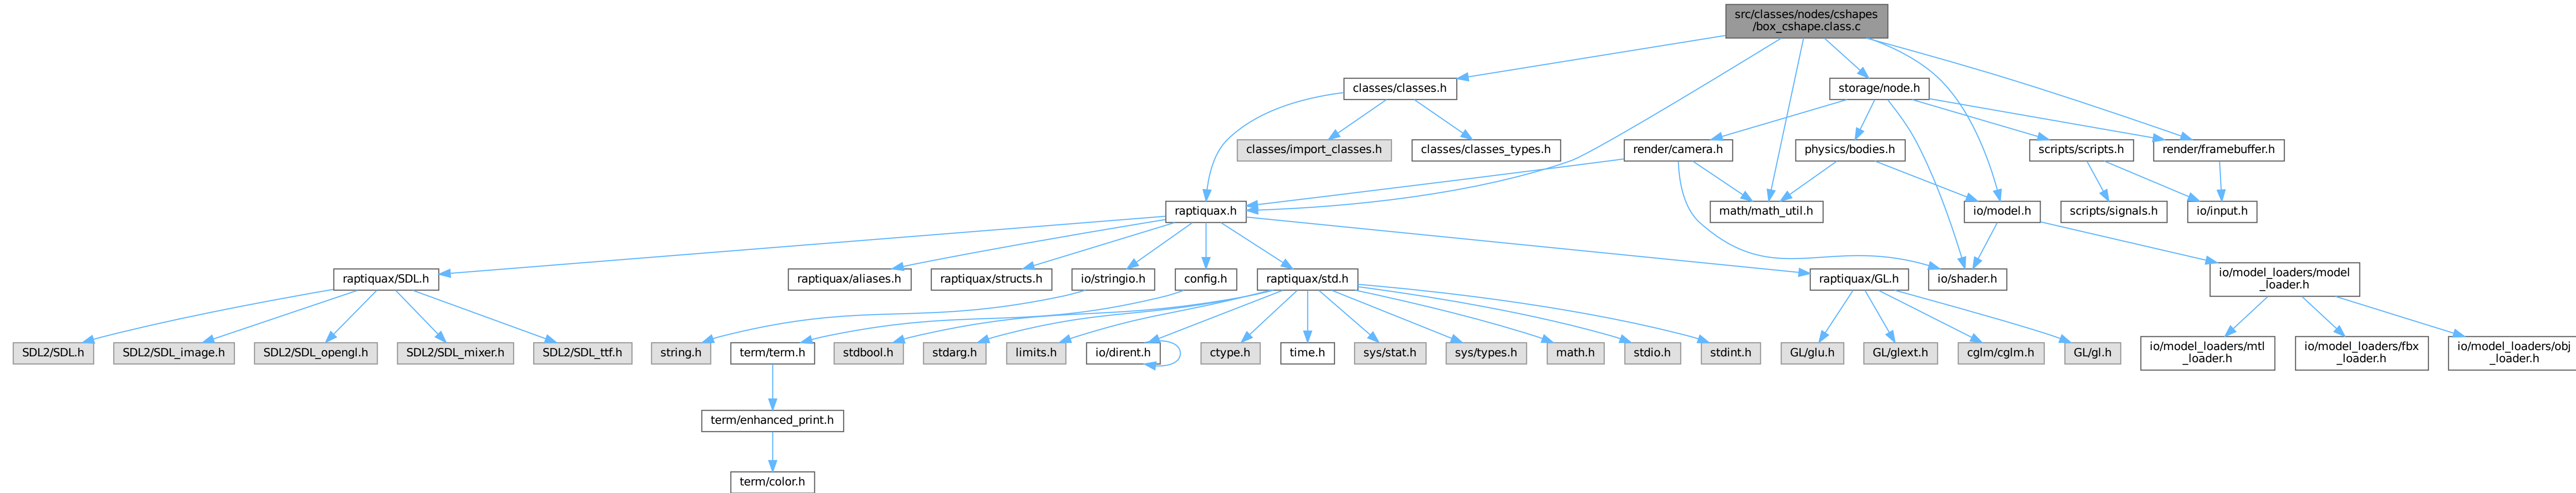 src/classes/nodes/cshapes
/box_cshape.class.c
classes/classes.h
storage/node.h
classes/import_classes.h
classes/classes_types.h
render/camera.h
physics/bodies.h
scripts/scripts.h
render/framebuffer.h
raptiquax.h
math/math_util.h
io/model.h
scripts/signals.h
io/input.h
raptiquax/SDL.h
raptiquax/aliases.h
raptiquax/structs.h
io/stringio.h
config.h
raptiquax/std.h
raptiquax/GL.h
io/shader.h
io/model_loaders/model
_loader.h
SDL2/SDL.h
SDL2/SDL_image.h
SDL2/SDL_opengl.h
SDL2/SDL_mixer.h
SDL2/SDL_ttf.h
string.h
term/term.h
stdbool.h
stdarg.h
limits.h
io/dirent.h
ctype.h
time.h
sys/stat.h
sys/types.h
math.h
stdio.h
stdint.h
GL/glu.h
GL/glext.h
cglm/cglm.h
GL/gl.h
io/model_loaders/mtl
_loader.h
io/model_loaders/fbx
_loader.h
io/model_loaders/obj
_loader.h
term/enhanced_print.h
term/color.h